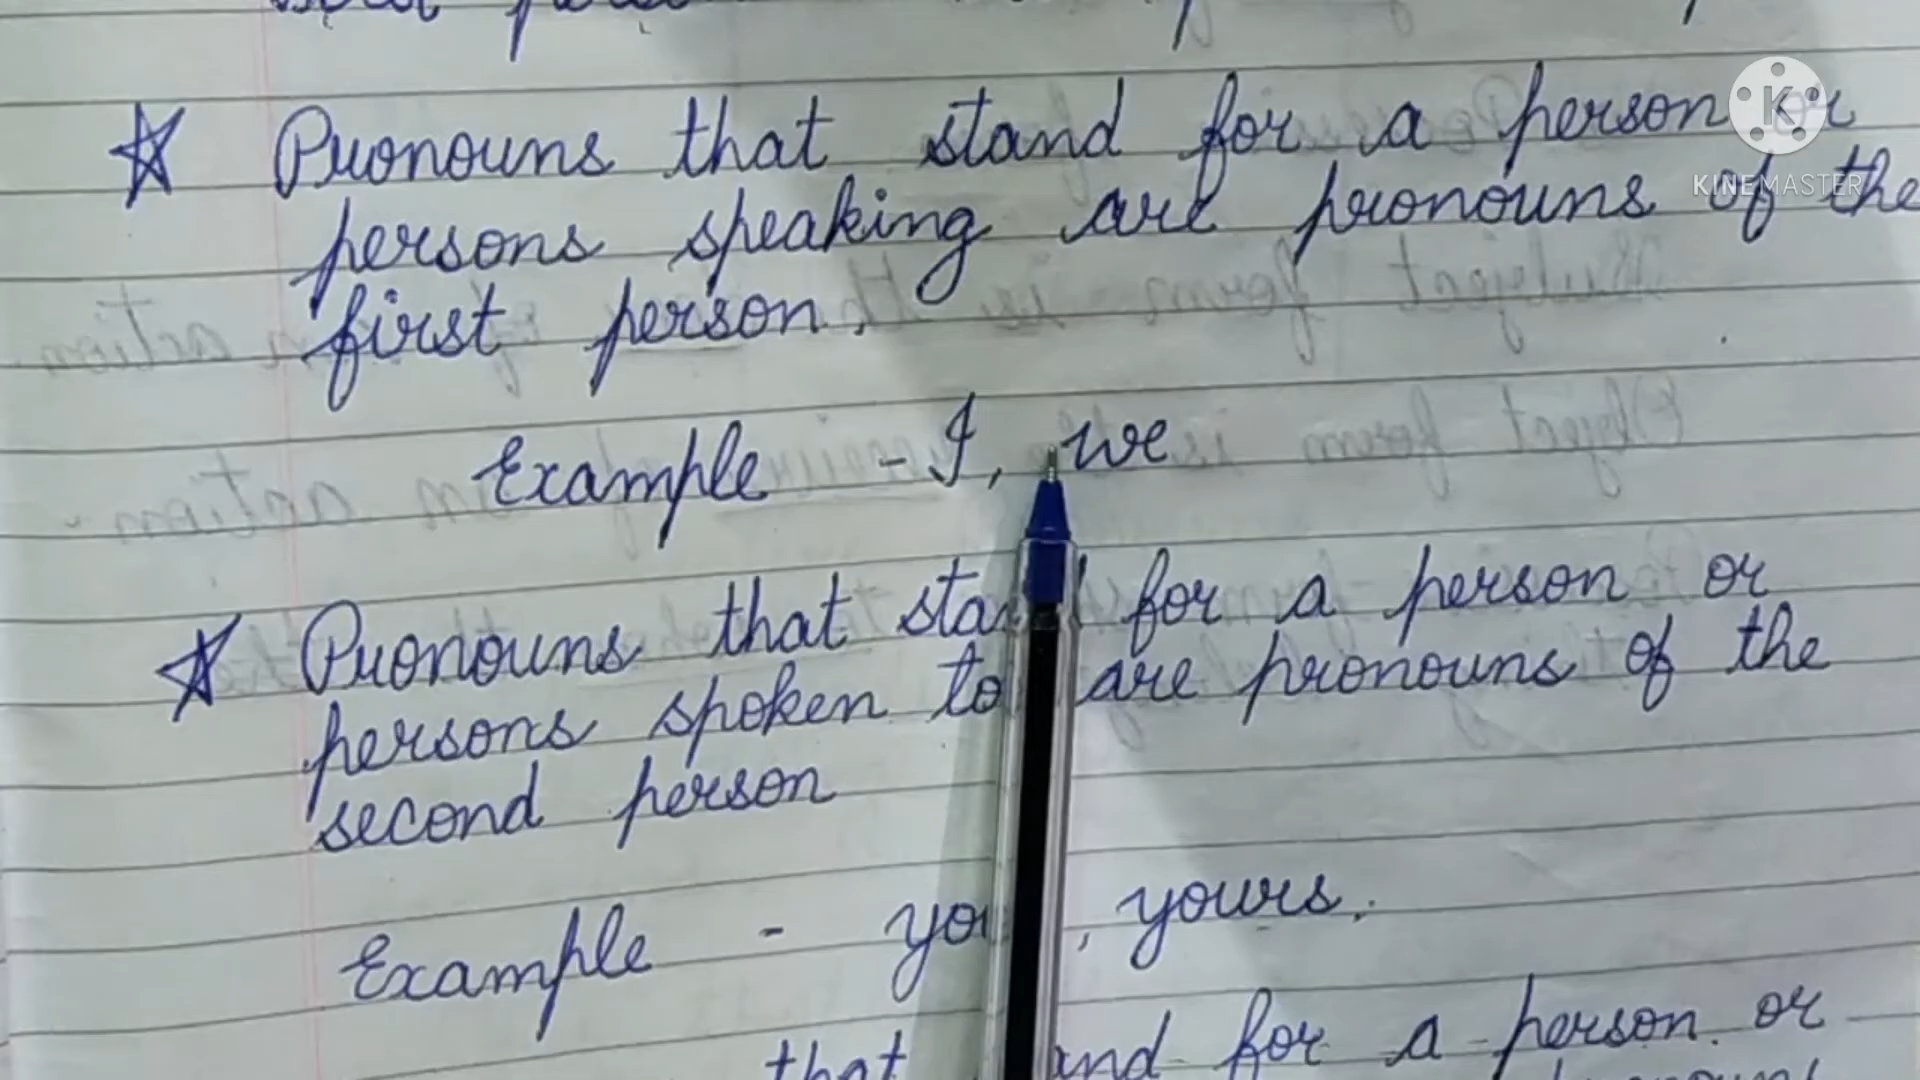 Pronouns that stand for a person or
persons speaking are pronouns of the
first person.
Example - I, we
Pronouns that stand for a person or
persons spoken to are pronouns of the
second person
Example - you, yours.
that stand for a person or
KINEMASTER